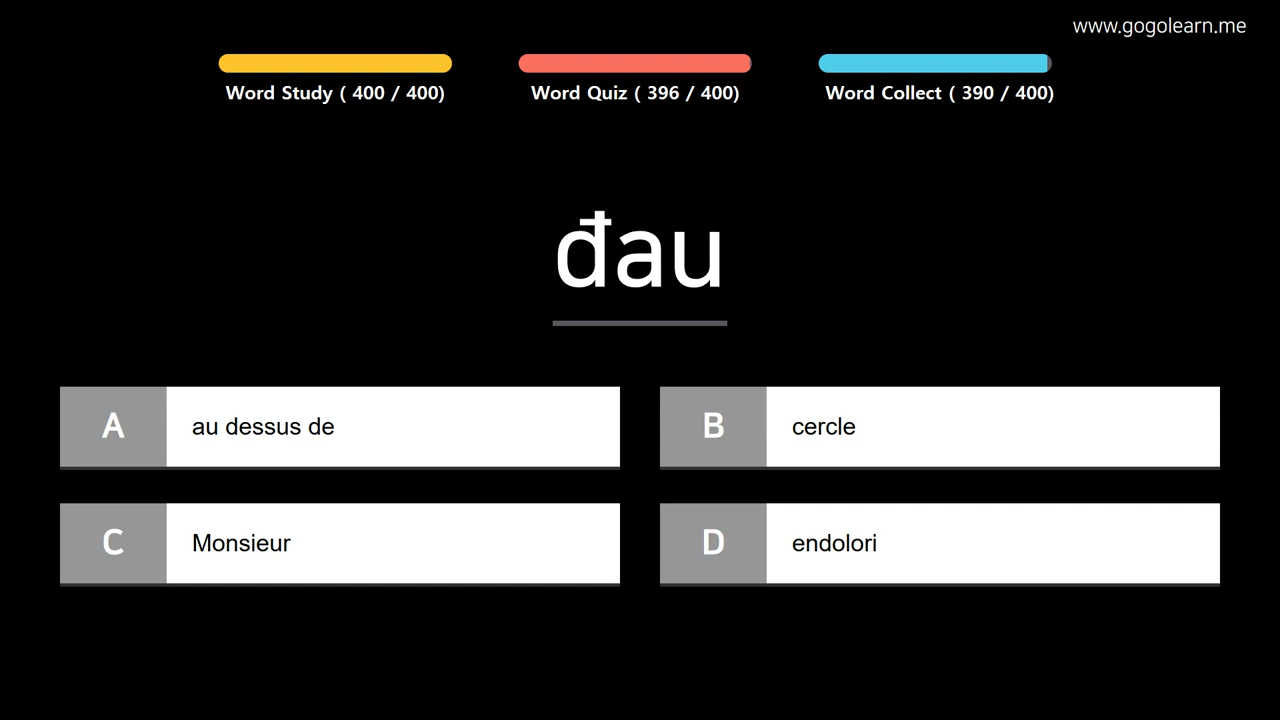 www.gogolearn.me
Word Study ( 400 / 400)
Word Quiz ( 396 / 400)
Word Collect ( 390 / 400)
đau
A au dessus de
B cercle
C Monsieur
D endolori